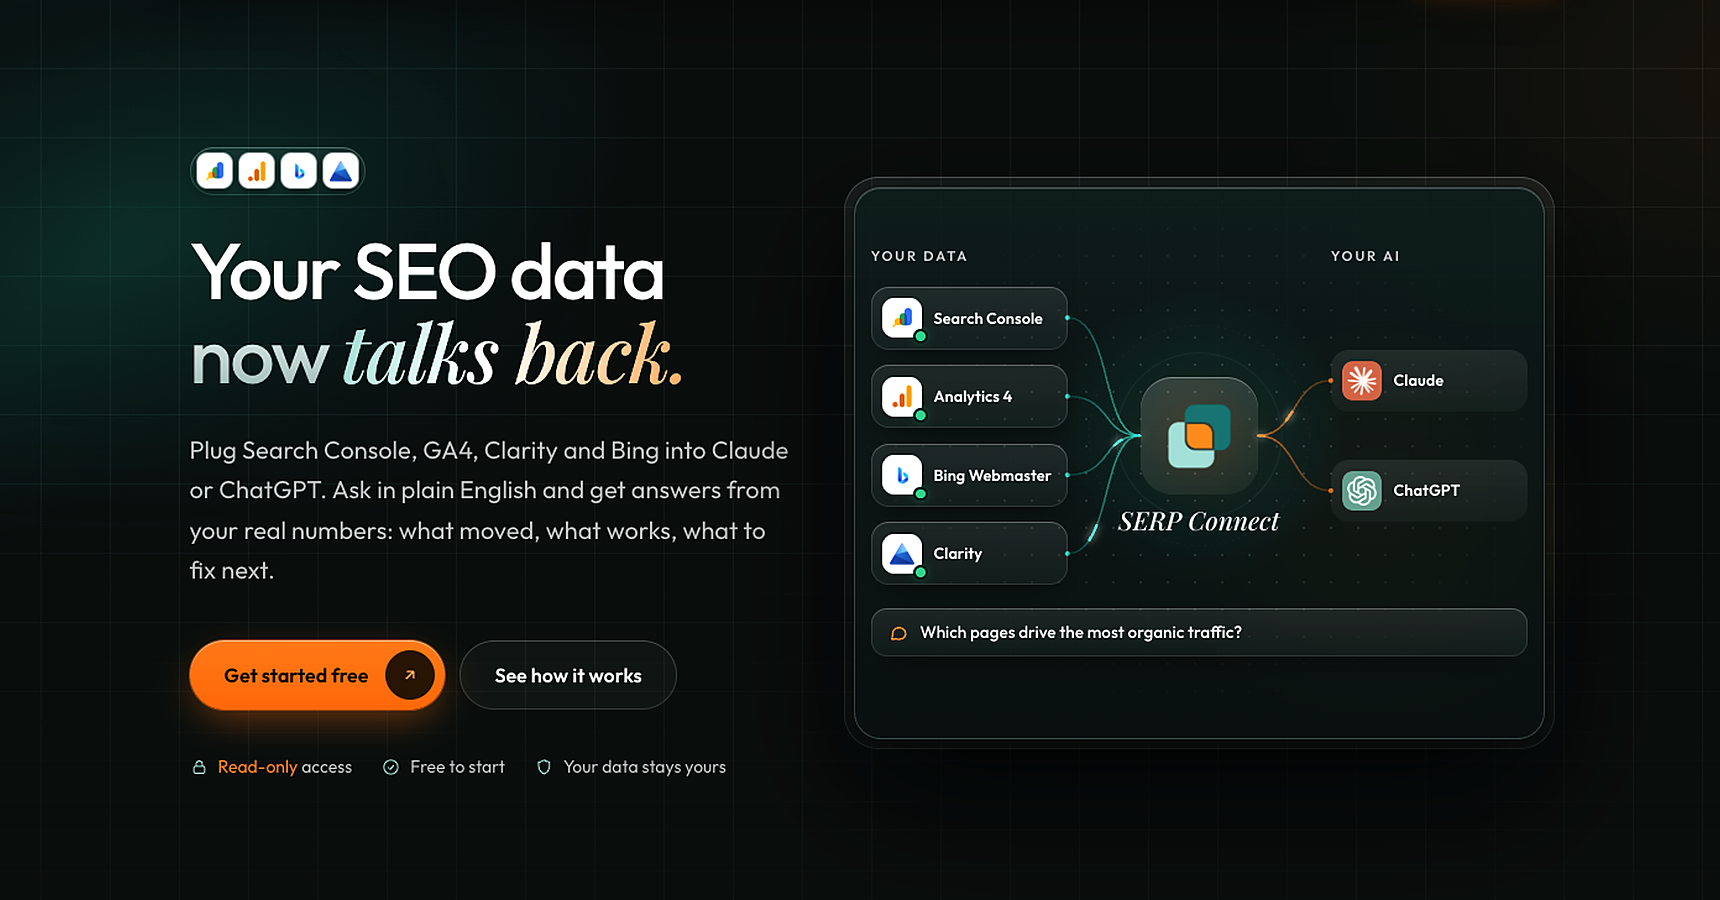 Your SEO data
now talks back.
Plug Search Console, GA4, Clarity and Bing into Claude
or ChatGPT. Ask in plain English and get answers from
your real numbers: what moved, what works, what to
fix next.
Get started free
See how it works
Read-only access
Free to start
Your data stays yours
YOUR DATA
YOUR AI
Search Console
Analytics 4
Bing Webmaster
Clarity
SERP Connect
Claude
ChatGPT
Which pages drive the most organic traffic?